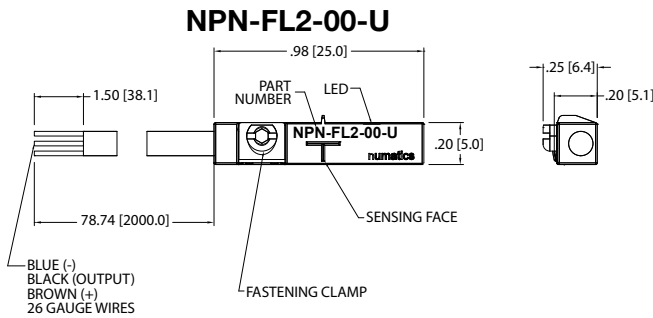 NPN-FL2-00-U
.98 [25.0]
.25 [6.4]
1.50 [38.1]
PART
NUMBER
LED
.20 [5.1]
NPN-FL2-00-U
numatics
.20 [5.0]
SENSING FACE
78.74 [2000.0]
BLUE (-)
BLACK (OUTPUT)
BROWN (+)
26 GAUGE WIRES
FASTENING CLAMP